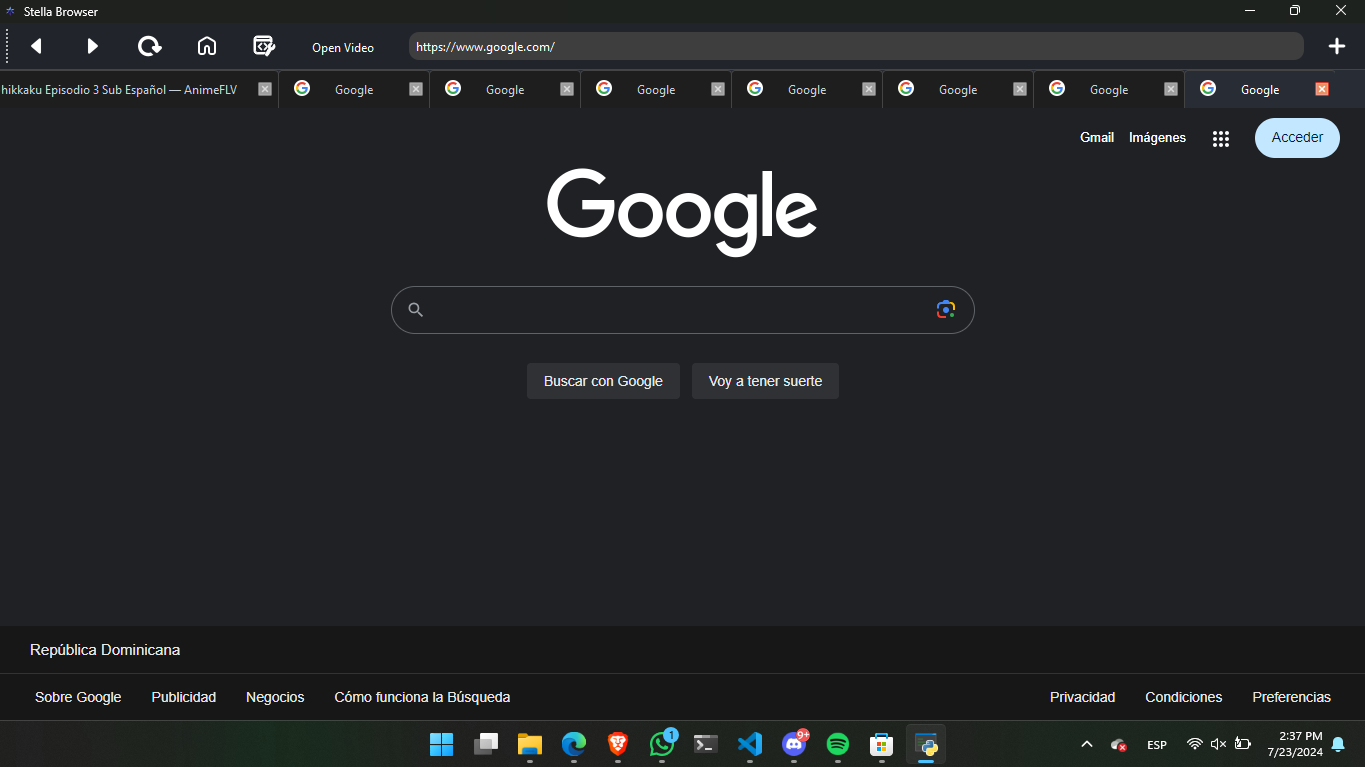 Stella Browser
Open Video
https://www.google.com/
hikkaku Episodio 3 Sub Español — AnimeFLV
Google
Google
Google
Google
Google
Google
Google
Gmail Imágenes Acceder
Google
Buscar con Google Voy a tener suerte
República Dominicana
Sobre Google Publicidad Negocios Cómo funciona la Búsqueda Privacidad Condiciones Preferencias
1
9+
ESP
2:37 PM
7/23/2024